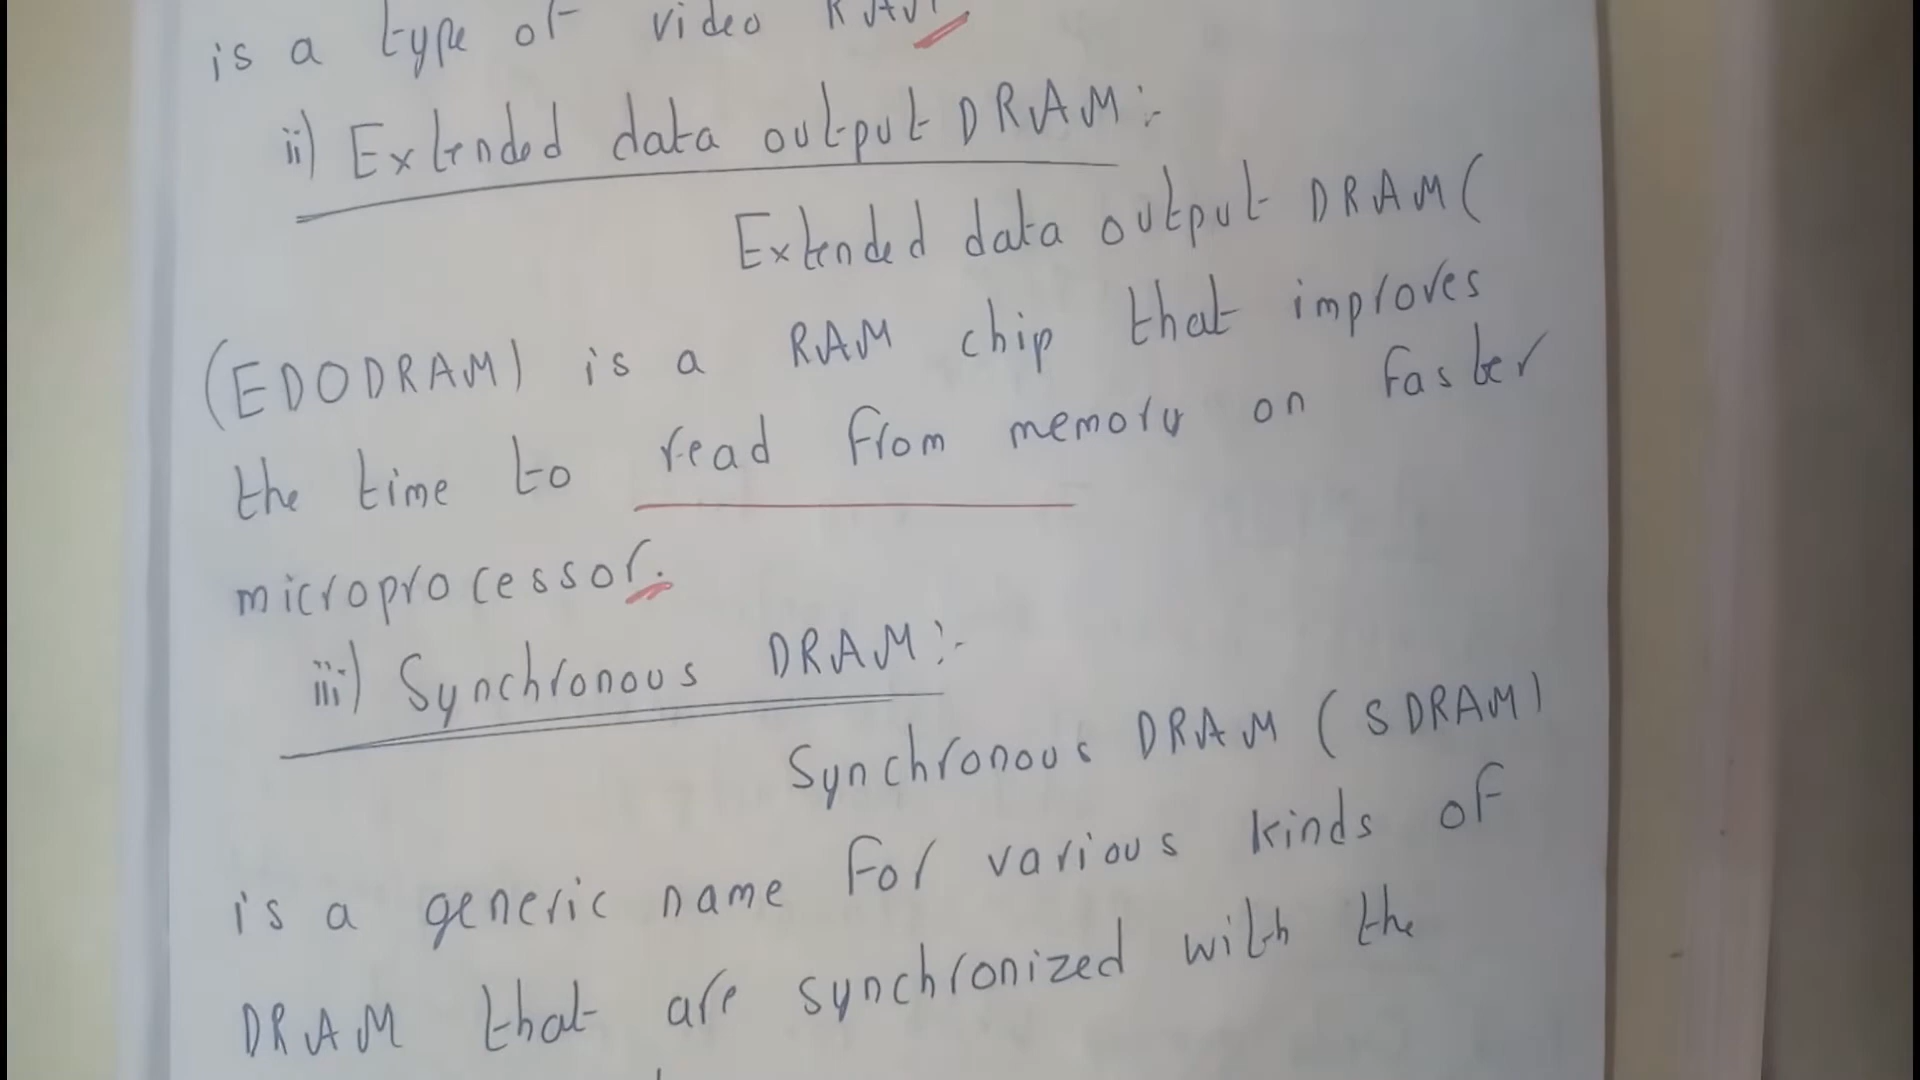 is a type of video RAM
ii) Extended data output DRAM:-
Extended data output DRAM(
(EDODRAM) is a RAM chip that improves
the time to read from memory on faster
microprocessor.
iii) Synchronous DRAM:-
Synchronous DRAM (SDRAM)
is a generic name for various kinds of
DRAM that are synchronized with the